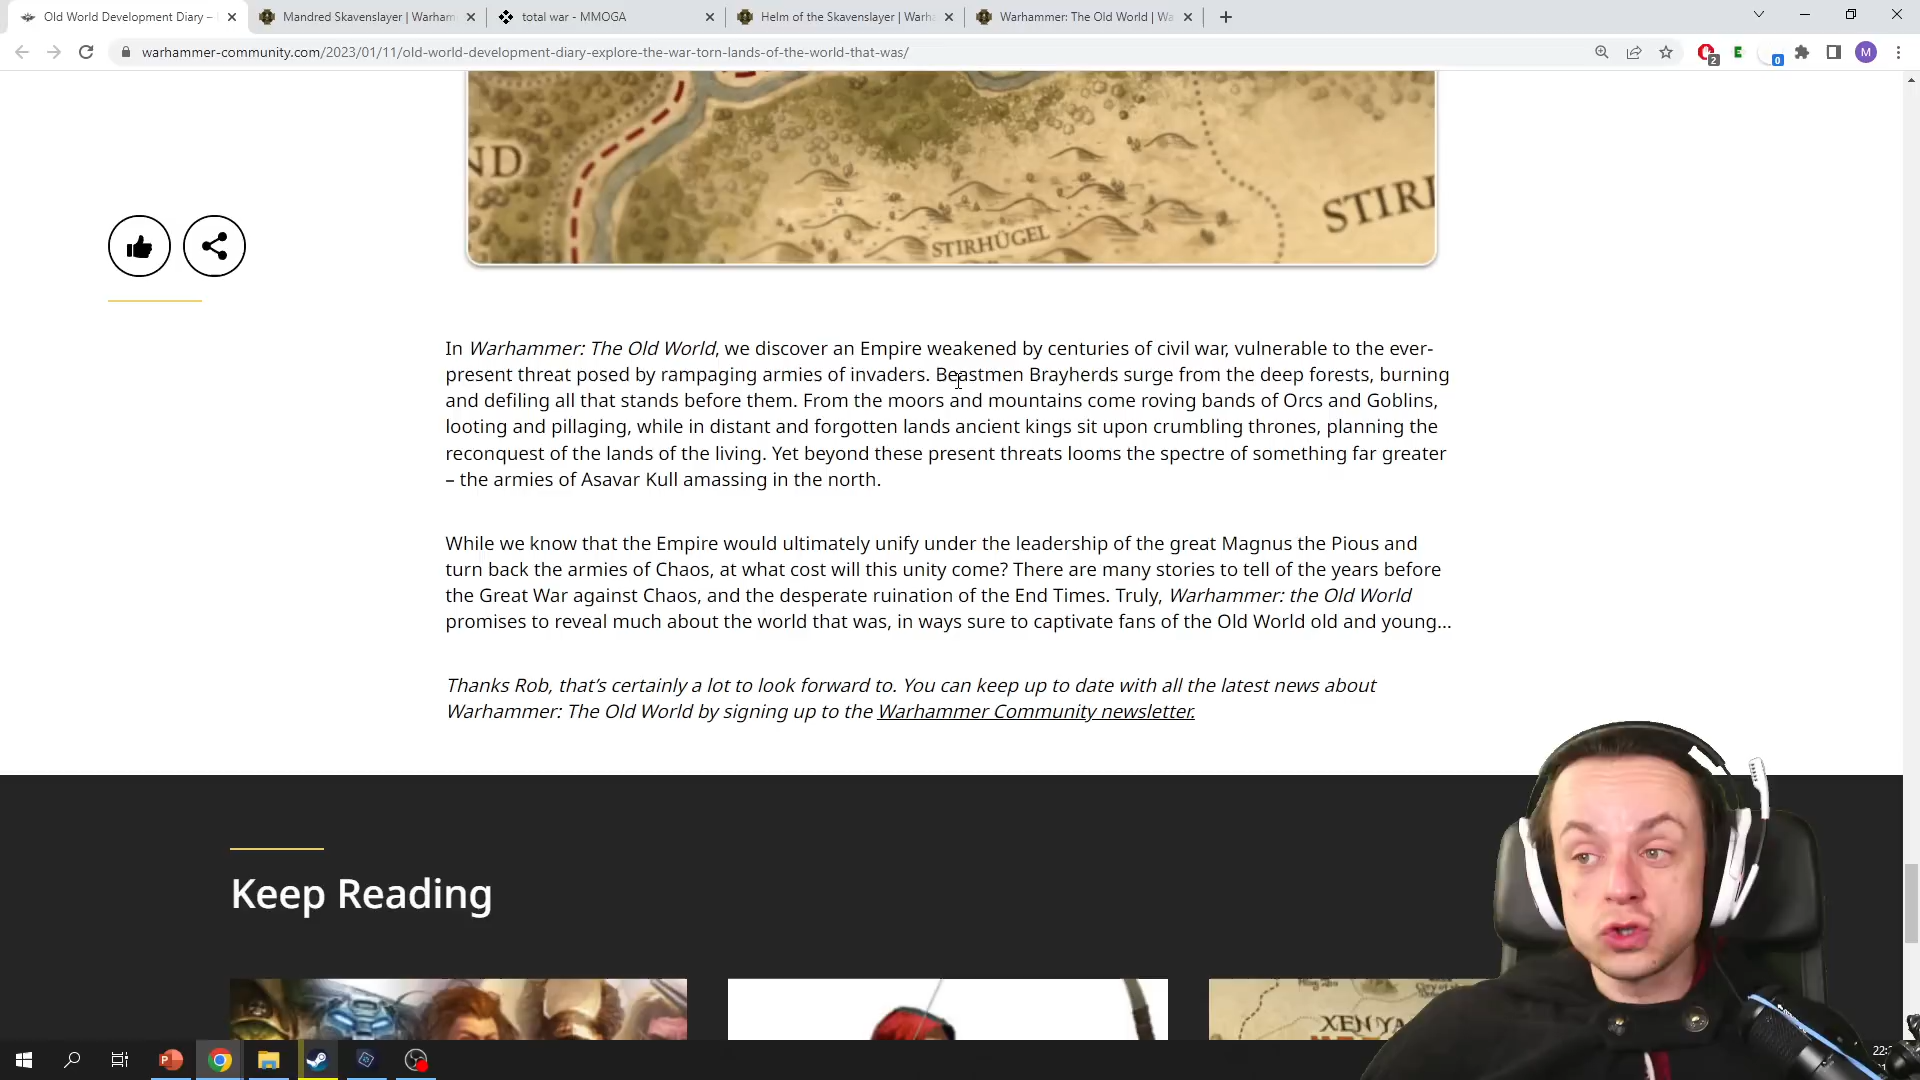 Old World Development Diary –
Mandred Skavenslayer | Warham
total war - MMOGA
Helm of the Skavenslayer | Warha
Warhammer: The Old World | Wa
warhammer-community.com/2023/01/11/old-world-development-diary-explore-the-war-torn-lands-of-the-world-that-was/
2
0
M
ND
STIRHÜGEL
STIRI
In Warhammer: The Old World, we discover an Empire weakened by centuries of civil war, vulnerable to the ever-
present threat posed by rampaging armies of invaders. Beastmen Brayherds surge from the deep forests, burning
and defiling all that stands before them. From the moors and mountains come roving bands of Orcs and Goblins,
looting and pillaging, while in distant and forgotten lands ancient kings sit upon crumbling thrones, planning the
reconquest of the lands of the living. Yet beyond these present threats looms the spectre of something far greater
– the armies of Asavar Kull amassing in the north.
While we know that the Empire would ultimately unify under the leadership of the great Magnus the Pious and
turn back the armies of Chaos, at what cost will this unity come? There are many stories to tell of the years before
the Great War against Chaos, and the desperate ruination of the End Times. Truly, Warhammer: the Old World
promises to reveal much about the world that was, in ways sure to captivate fans of the Old World old and young…
Thanks Rob, that's certainly a lot to look forward to. You can keep up to date with all the latest news about
Warhammer: The Old World by signing up to the Warhammer Community newsletter.
Keep Reading
XEN YA
22: